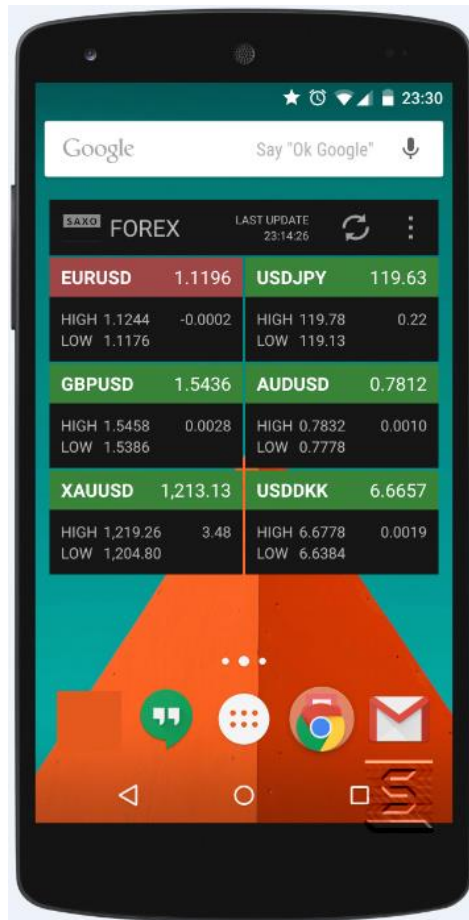 23:30
Google Say "Ok Google"
SAXO FOREX LAST UPDATE
23:14:26
EURUSD 1.1196 USDJPY 119.63
HIGH 1.1244 -0.0002 HIGH 119.78 0.22
LOW 1.1176 LOW 119.13
GBPUSD 1.5436 AUDUSD 0.7812
HIGH 1.5458 0.0028 HIGH 0.7832 0.0010
LOW 1.5386 LOW 0.7778
XAUUSD 1,213.13 USDDKK 6.6657
HIGH 1,219.26 3.48 HIGH 6.6778 0.0019
LOW 1,204.80 LOW 6.6384